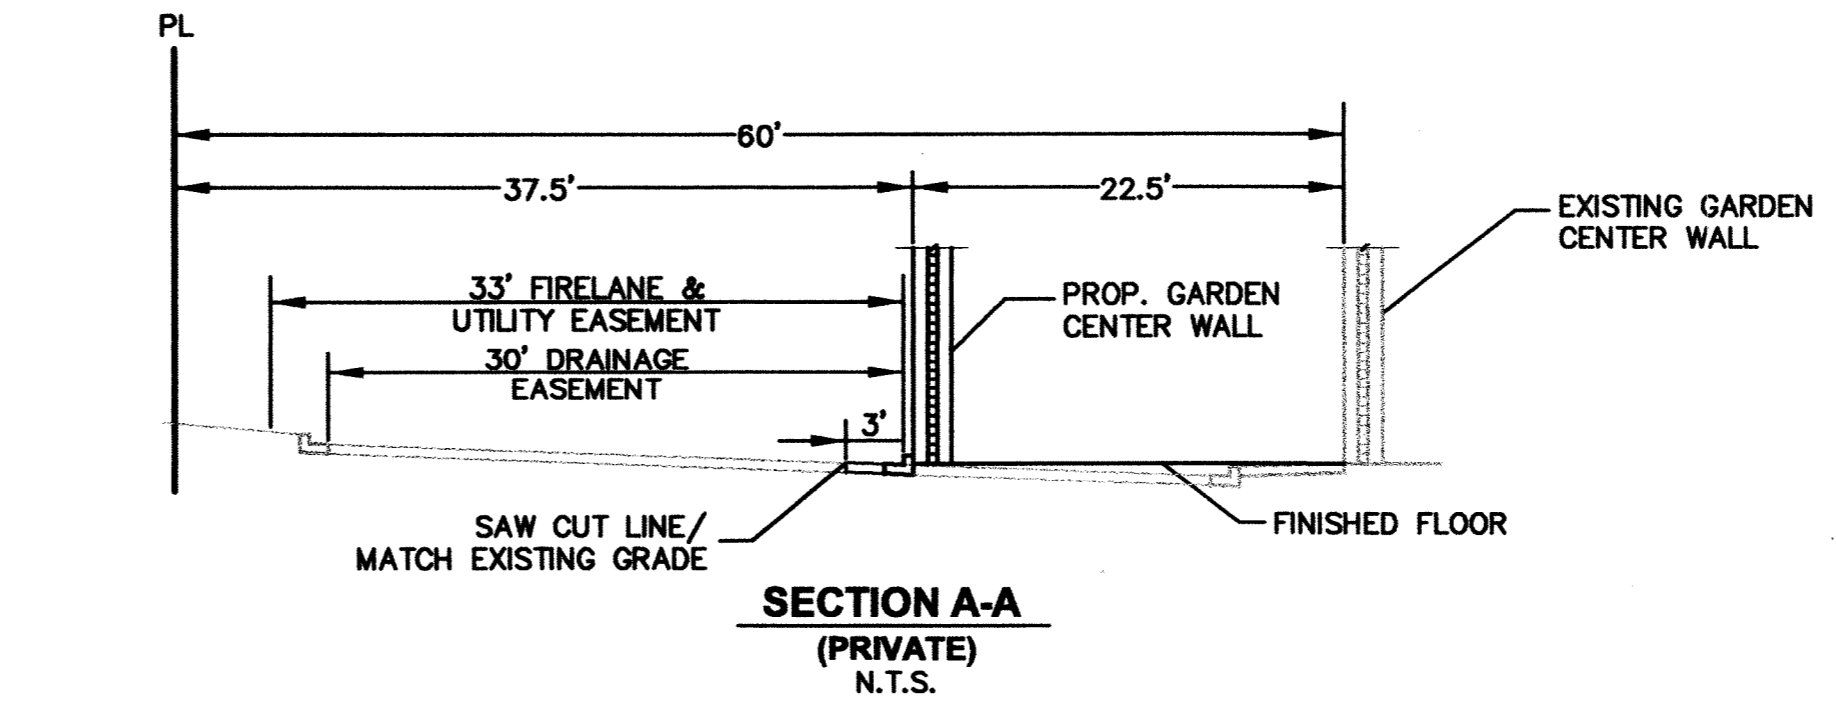 PL
60'
37.5'
22.5'
EXISTING GARDEN
CENTER WALL
33' FIRELANE &
UTILITY EASEMENT
PROP. GARDEN
CENTER WALL
30' DRAINAGE
EASEMENT
3'
SAW CUT LINE/
MATCH EXISTING GRADE
FINISHED FLOOR
SECTION A-A
(PRIVATE)
N.T.S.